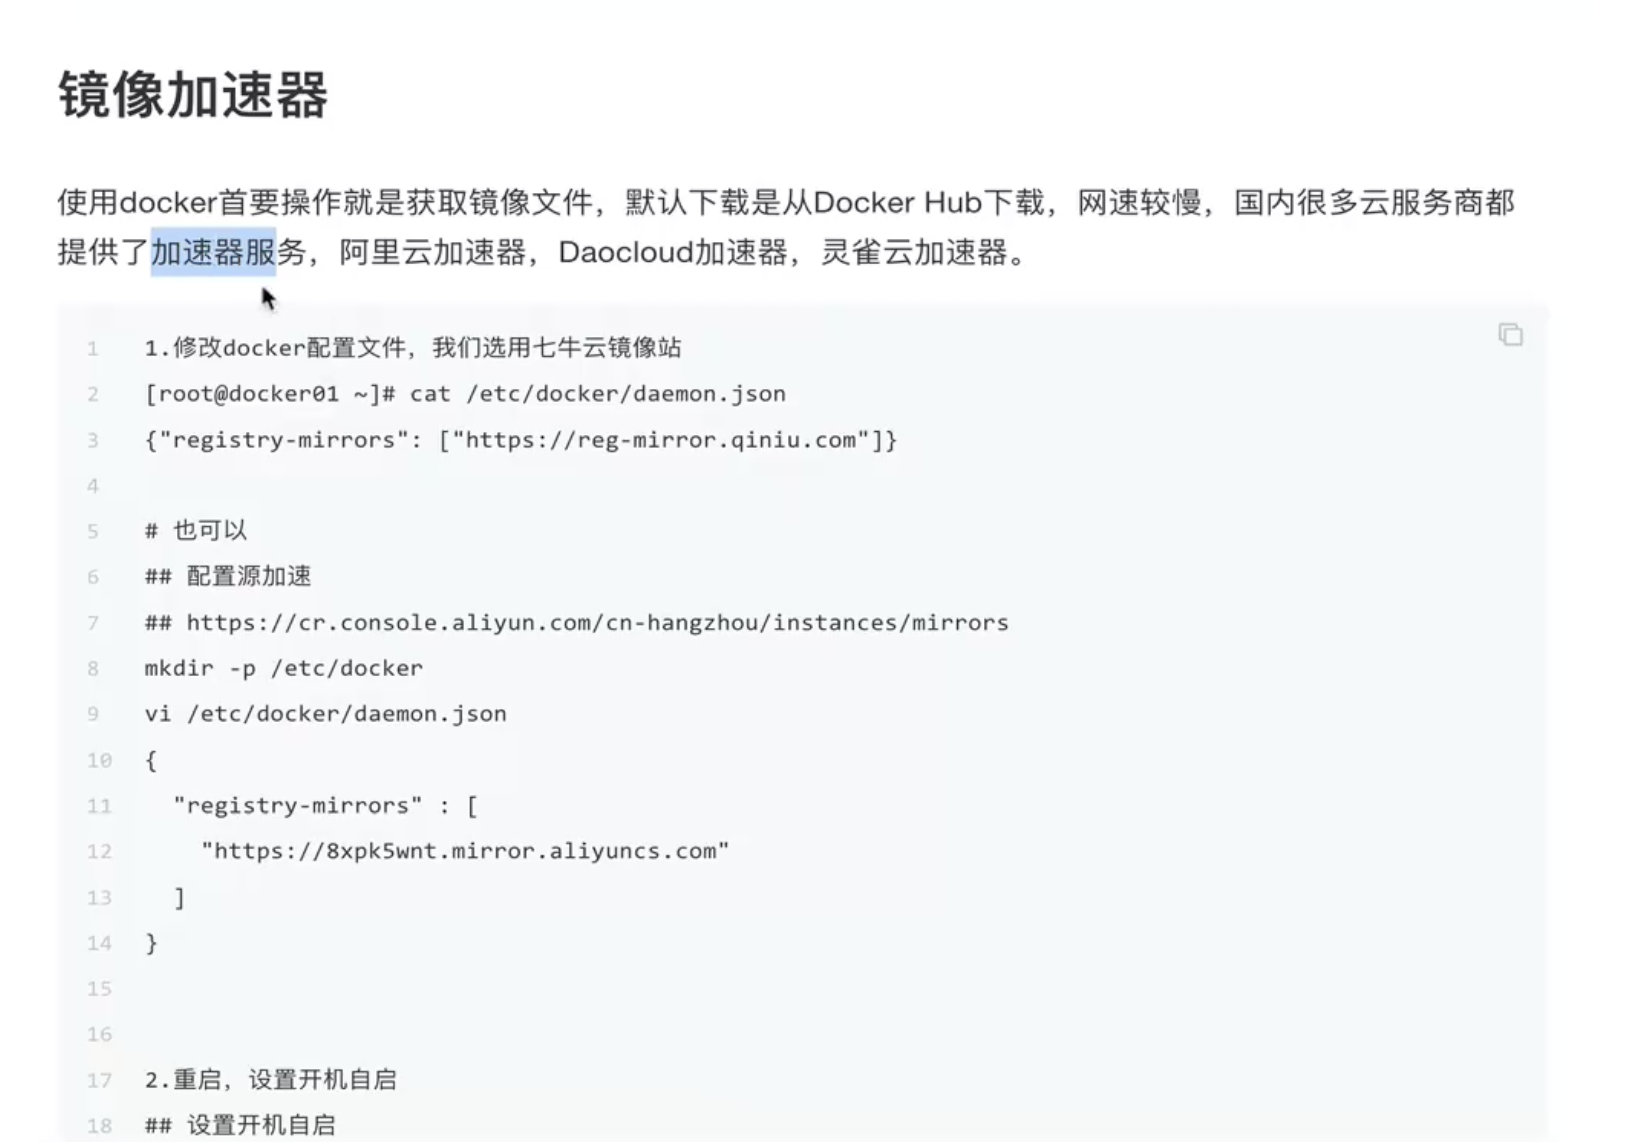 镜像加速器
使用docker首要操作就是获取镜像文件，默认下载是从Docker Hub下载，网速较慢，国内很多云服务商都
提供了加速器服务，阿里云加速器，Daocloud加速器，灵雀云加速器。
1 1.修改docker配置文件，我们选用七牛云镜像站
2 [root@docker01 ~]# cat /etc/docker/daemon.json
3 {"registry-mirrors": ["https://reg-mirror.qiniu.com"]}
4
5 # 也可以
6 ## 配置源加速
7 ## https://cr.console.aliyun.com/cn-hangzhou/instances/mirrors
8 mkdir -p /etc/docker
9 vi /etc/docker/daemon.json
10 {
11   "registry-mirrors" : [
12     "https://8xpk5wnt.mirror.aliyuncs.com"
13   ]
14 }
15
16
17 2.重启，设置开机自启
18 ## 设置开机自启